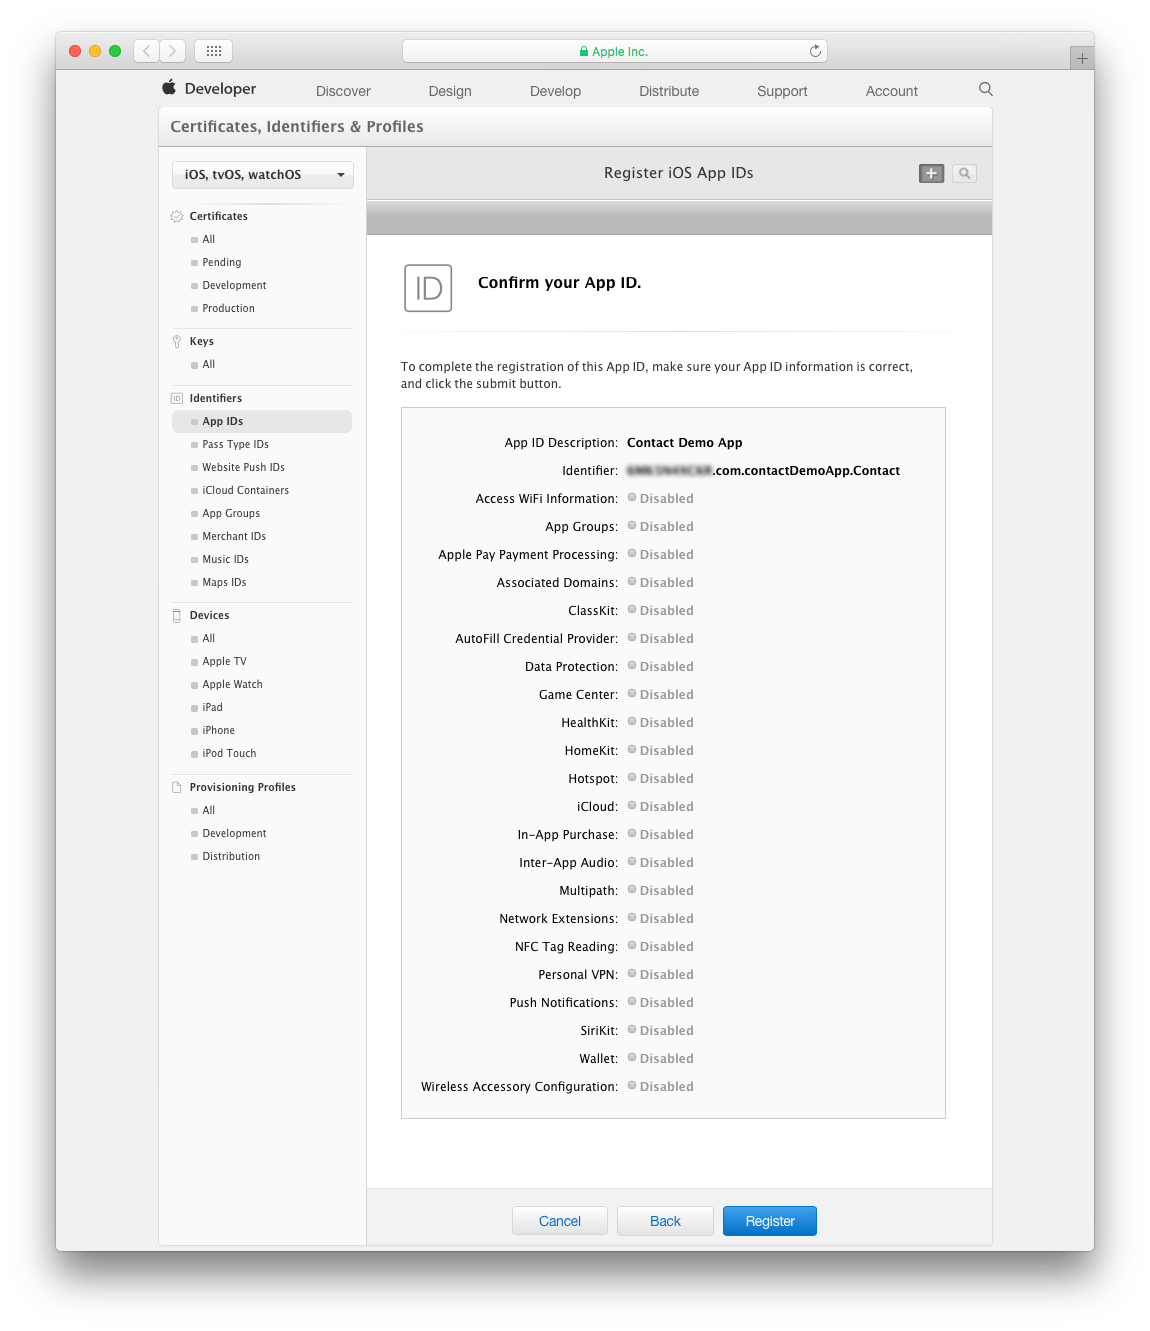 Apple Inc.
Developer
Discover
Design
Develop
Distribute
Support
Account
Certificates, Identifiers & Profiles
iOS, tvOS, watchOS
Register iOS App IDs
Certificates
All
Pending
Development
Production
Keys
All
ID Identifiers
App IDs
Pass Type IDs
Website Push IDs
iCloud Containers
App Groups
Merchant IDs
Music IDs
Maps IDs
Devices
All
Apple TV
Apple Watch
iPad
iPhone
iPod Touch
Provisioning Profiles
All
Development
Distribution
ID
Confirm your App ID.
To complete the registration of this App ID, make sure your App ID information is correct,
and click the submit button.
App ID Description: Contact Demo App
Identifier: .com.contactDemoApp.Contact
Access WiFi Information: Disabled
App Groups: Disabled
Apple Pay Payment Processing: Disabled
Associated Domains: Disabled
ClassKit: Disabled
AutoFill Credential Provider: Disabled
Data Protection: Disabled
Game Center: Disabled
HealthKit: Disabled
HomeKit: Disabled
Hotspot: Disabled
iCloud: Disabled
In-App Purchase: Disabled
Inter-App Audio: Disabled
Multipath: Disabled
Network Extensions: Disabled
NFC Tag Reading: Disabled
Personal VPN: Disabled
Push Notifications: Disabled
SiriKit: Disabled
Wallet: Disabled
Wireless Accessory Configuration: Disabled
Cancel
Back
Register